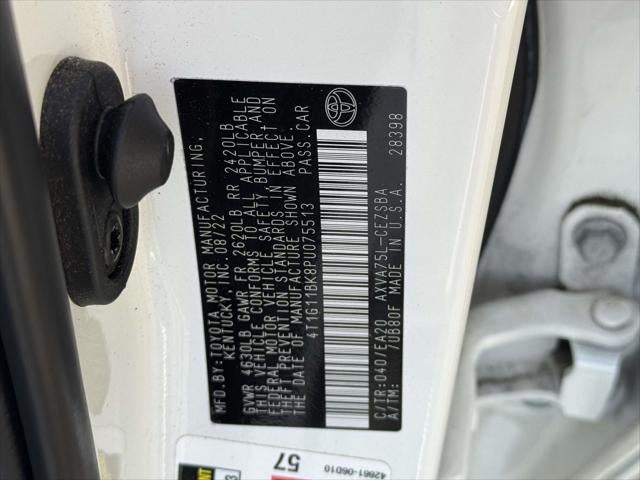 MFD.BY:TOYOTA MOTOR MANUFACTURING,
KENTUCKY, INC. 08/22
GVWR 4630LB GAWR FR 2620LB RR 2420LB
THIS VEHICLE CONFORMS TO ALL APPLICABLE
FEDERAL MOTOR VEHICLE SAFETY, BUMPER, AND
THEFT PREVENTION STANDARDS IN EFFECT ON
THE DATE OF MANUFACTURE SHOWN ABOVE.
4T1G11BK8PU075513 PASS.CAR
C/TR:040/EA20 AXVA75L-CEZSBA
A/TM: /UB80F MADE IN U.S.A. 28398
57
42661-06D10